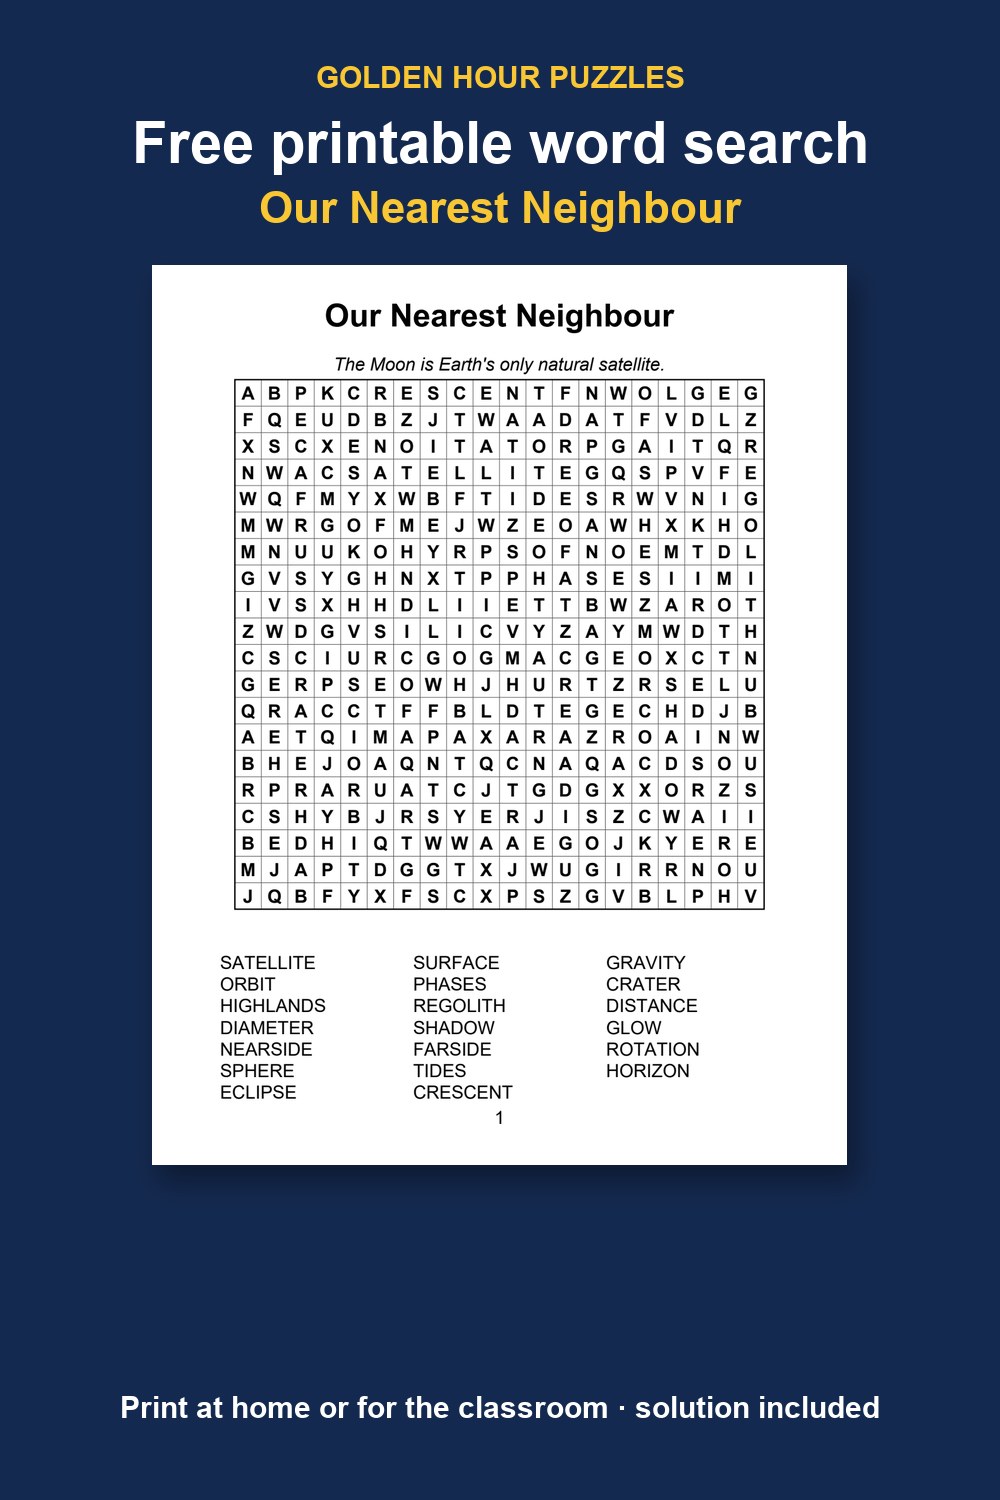 GOLDEN HOUR PUZZLES
Free printable word search
Our Nearest Neighbour
Our Nearest Neighbour
The Moon is Earth's only natural satellite.
A B P K C R E S C E N T F N W O L G E G
F Q E U D B Z J T W A A D A T F V D L Z
X S C X E N O I T A T O R P G A I T Q R
N W A C S A T E L L I T E G Q S P V F E
W Q F M Y X W B F T I D E S R W V N I G
M W R G O F M E J W Z E O A W H X K H O
M N U U K O H Y R P S O F N O E M T D L
G V S Y G H N X T P P H A S E S I I M I
I V S X H H D L I I E T T B W Z A R O T
Z W D G V S I L I C V Y Z A Y M W D T H
C S C I U R C G O G M A C G E O X C T N
G E R P S E O W H J H U R T Z R S E L U
Q R A C C T F F B L D T E G E C H D J B
A E T Q I M A P A X A R A Z R O A I N W
B H E J O A Q N T Q C N A Q A C D S O U
R P R A R U A T C J T G D G X X O R Z S
C S H Y B J R S Y E R J I S Z C W A I I
B E D H I Q T W W A A E G O J K Y E R E
M J A P T D G G T X J W U G I R R N O U
J Q B F Y X F S C X P S Z G V B L P H V
SATELLITE SURFACE GRAVITY
ORBIT PHASES CRATER
HIGHLANDS REGOLITH DISTANCE
DIAMETER SHADOW GLOW
NEARSIDE FARSIDE ROTATION
SPHERE TIDES HORIZON
ECLIPSE CRESCENT
1
Print at home or for the classroom · solution included